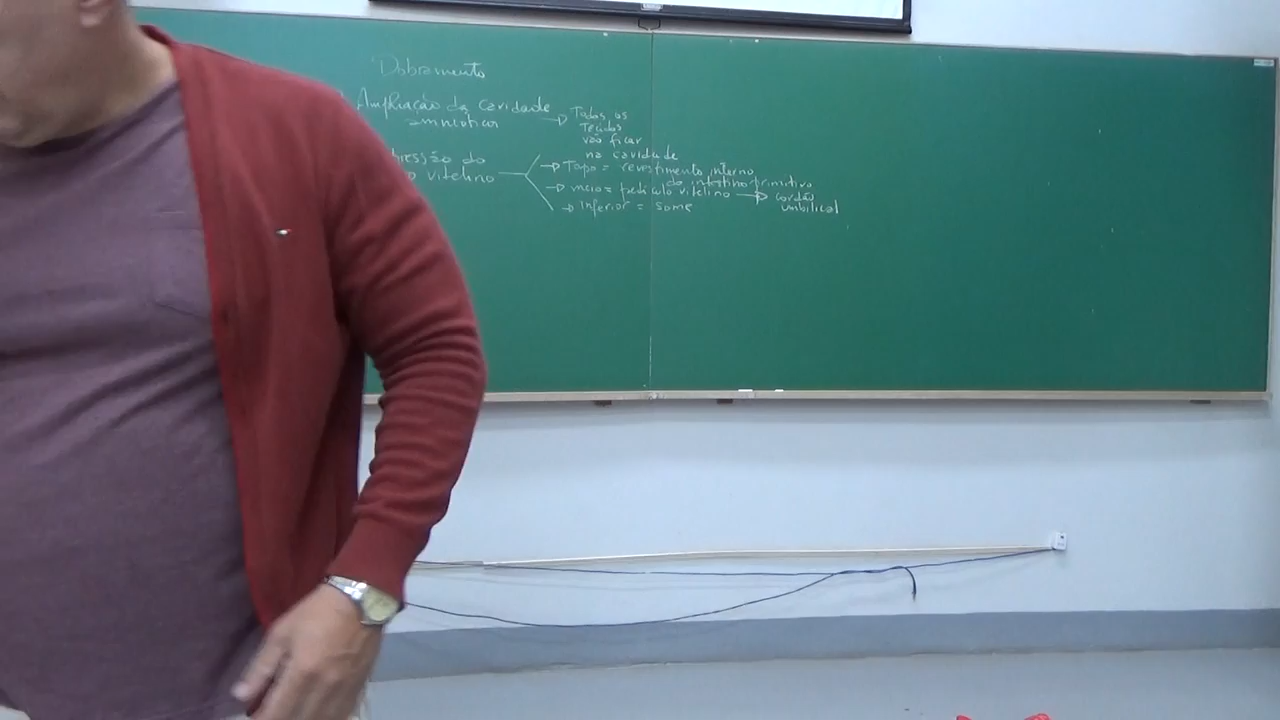 Dobramento
Ampliação da cavidade
amniótica
→ Todos os
Tecidos
vão ficar
na cavidade
do
vitelino
→ Topo = revestimento interno
do intestino primitivo
→ meio = pedículo vitelino → cordão
umbilical
→ Inferior = some